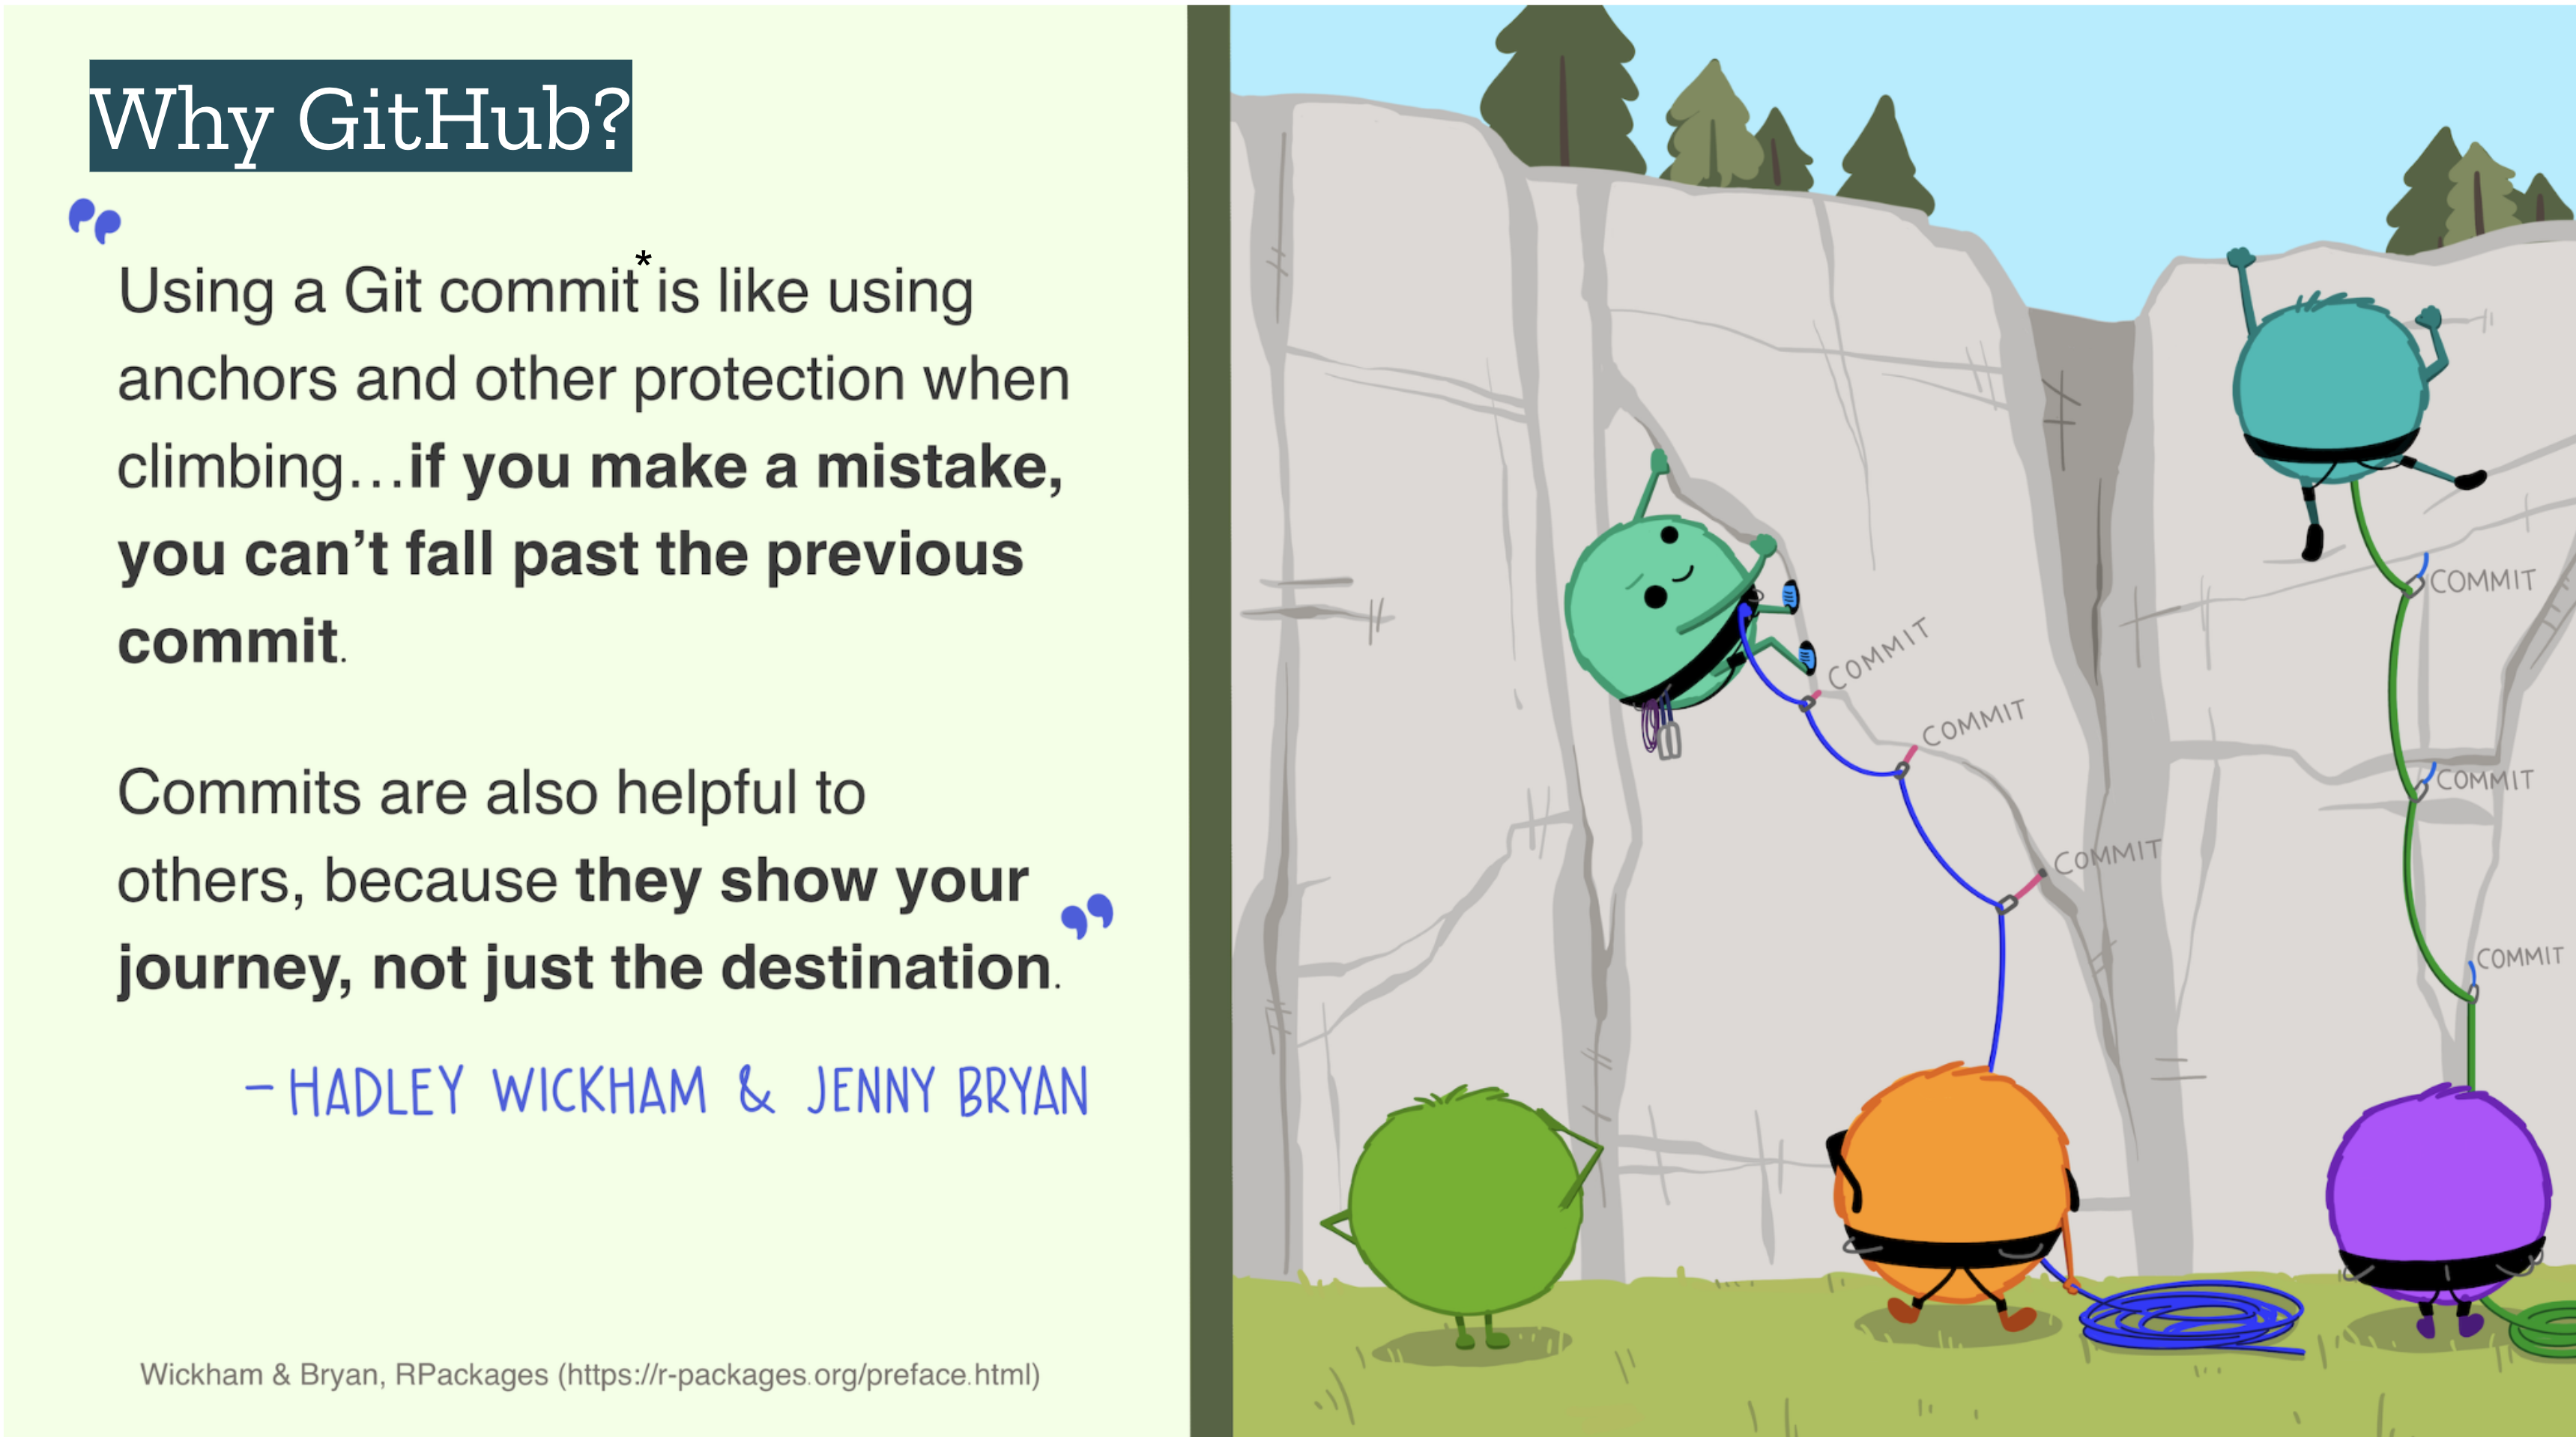 Why GitHub?
“
Using a Git commit* is like using
anchors and other protection when
climbing…if you make a mistake,
you can’t fall past the previous
commit.
Commits are also helpful to
others, because they show your
journey, not just the destination.
”
– HADLEY WICKHAM & JENNY BRYAN
Wickham & Bryan, RPackages (https://r-packages.org/preface.html)
COMMIT
COMMIT
COMMIT
COMMIT
COMMIT
COMMIT